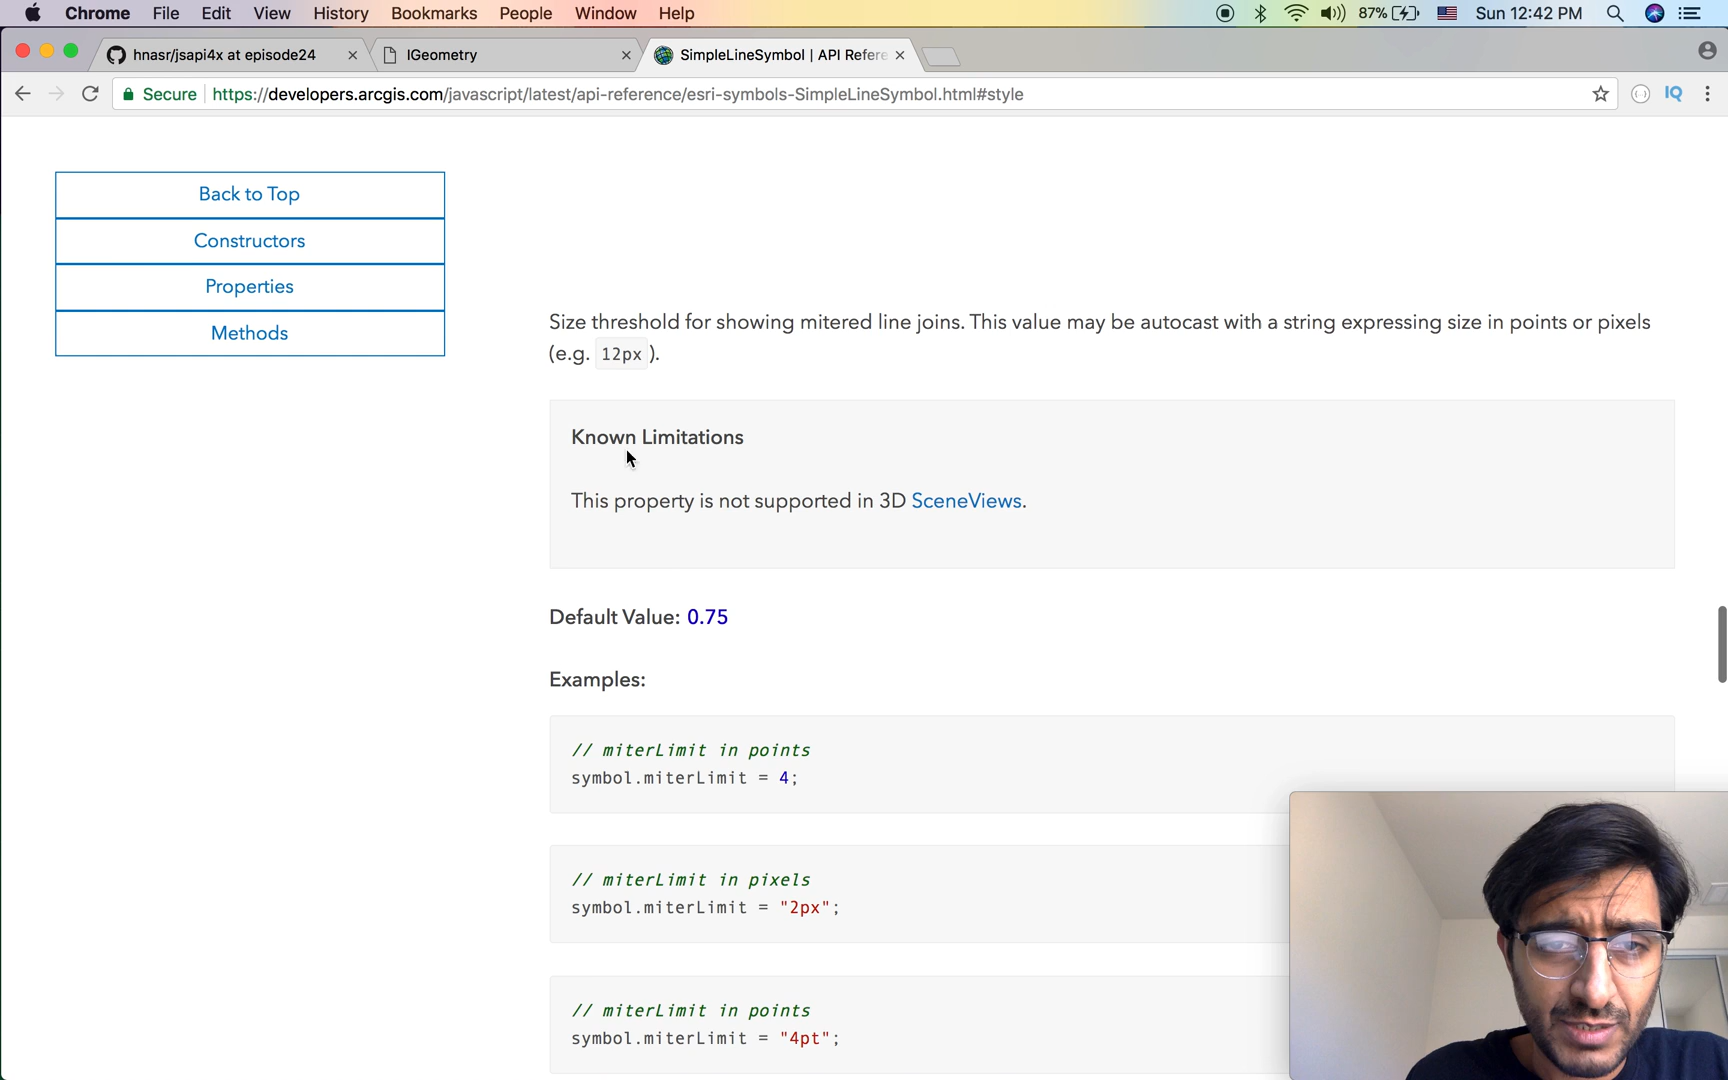 Chrome File Edit View History Bookmarks People Window Help 87% Sun 12:42 PM
hnasr/jsapi4x at episode24 IGeometry SimpleLineSymbol | API Refere
Secure https://developers.arcgis.com/javascript/latest/api-reference/esri-symbols-SimpleLineSymbol.html#style IQ
Back to Top
Constructors
Properties
Methods
Size threshold for showing mitered line joins. This value may be autocast with a string expressing size in points or pixels
(e.g. 12px ).
Known Limitations
This property is not supported in 3D SceneViews.
Default Value: 0.75
Examples:
// miterLimit in points
symbol.miterLimit = 4;
// miterLimit in pixels
symbol.miterLimit = "2px";
// miterLimit in points
symbol.miterLimit = "4pt";